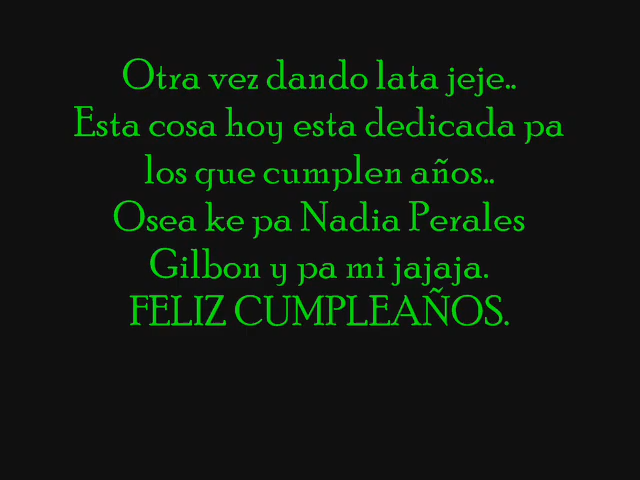 Otra vez dando lata jeje..
Esta cosa hoy esta dedicada pa
los que cumplen años..
Osea ke pa Nadia Perales
Gilbon y pa mi jajaja.
FELIZ CUMPLEAÑOS.